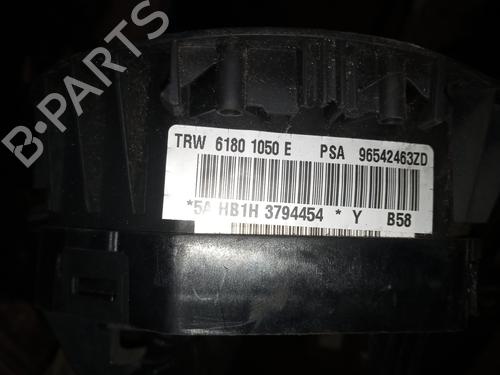 TRW 6180 1050 E PSA 96542463ZD
*5A HB1H 3794454 * Y B58
B-PARTS